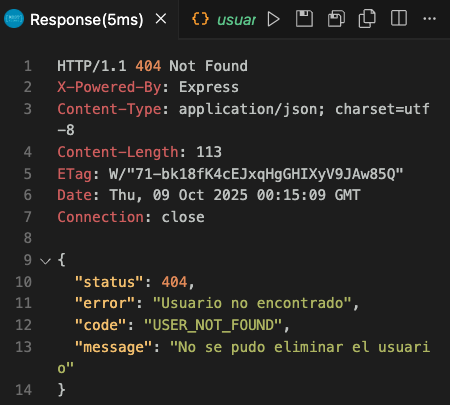 Response(5ms) × {} usuar ...
1 HTTP/1.1 404 Not Found
2 X-Powered-By: Express
3 Content-Type: application/json; charset=utf
-8
4 Content-Length: 113
5 ETag: W/"71-bk18fK4cEJxqHgGHIXyV9JAw85Q"
6 Date: Thu, 09 Oct 2025 00:15:09 GMT
7 Connection: close
8
9 {
10 "status": 404,
11 "error": "Usuario no encontrado",
12 "code": "USER_NOT_FOUND",
13 "message": "No se pudo eliminar el usuari
o"
14 }